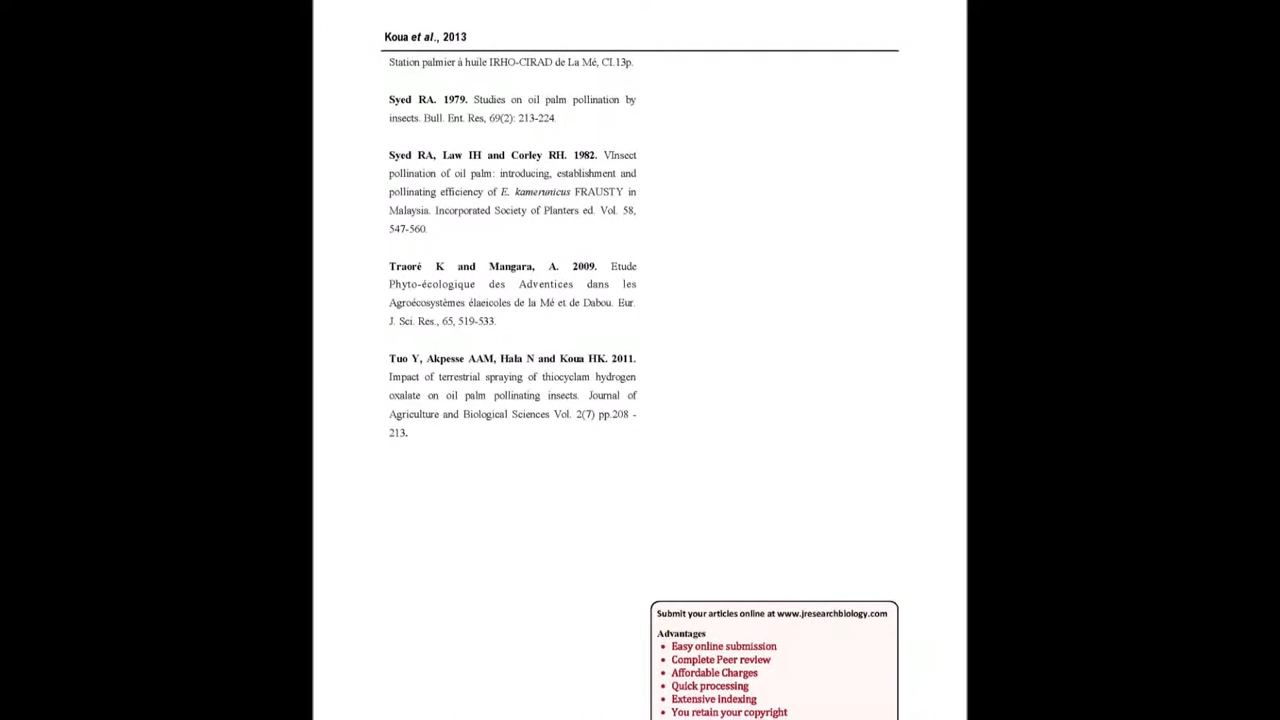 Koua et al., 2013
Station palmier à huile IRHO-CIRAD de La Mé, CI.13p.
Syed RA. 1979. Studies on oil palm pollination by
insects. Bull. Ent. Res, 69(2): 213-224.
Syed RA, Law IH and Corley RH. 1982. VInsect
pollination of oil palm: introducing, establishment and
pollinating efficiency of E. kamerunicus FRAUSTY in
Malaysia. Incorporated Society of Planters ed. Vol. 58,
547-560.
Traoré K and Mangara, A. 2009. Etude
Phyto-écologique des Adventices dans les
Agroécosystèmes élaeicoles de la Mé et de Dabou. Eur.
J. Sci. Res., 65, 519-533.
Tuo Y, Akpesse AAM, Hala N and Koua HK. 2011.
Impact of terrestrial spraying of thiocyclam hydrogen
oxalate on oil palm pollinating insects. Journal of
Agriculture and Biological Sciences Vol. 2(7) pp.208 -
213.
Submit your articles online at www.jresearchbiology.com
Advantages
• Easy online submission
• Complete Peer review
• Affordable Charges
• Quick processing
• Extensive indexing
• You retain your copyright